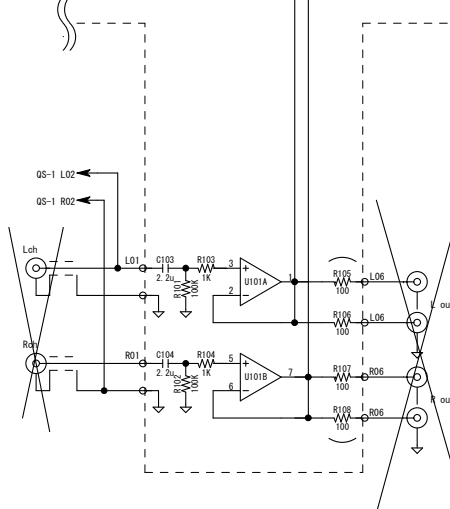 QS-1 L02
QS-1 R02
Lch
L01
C103
2.2u
R103
1K
R101
100K
3
+
2
−
U101A
1
R105
100
L06
R106
100
L06
L ou
Rch
R01
C104
2.2u
R104
1K
R102
100K
5
+
6
−
U101B
7
R107
100
R06
R108
100
R06
R ou